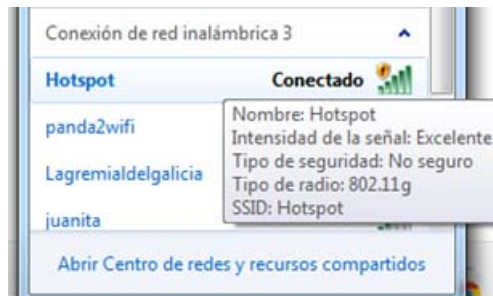 Conexión de red inalámbrica 3
Hotspot Conectado
Nombre: Hotspot
panda2wifi
Intensidad de la señal: Excelente
Tipo de seguridad: No seguro
Lagremialdelgalicia
Tipo de radio: 802.11g
SSID: Hotspot
juanita
Abrir Centro de redes y recursos compartidos